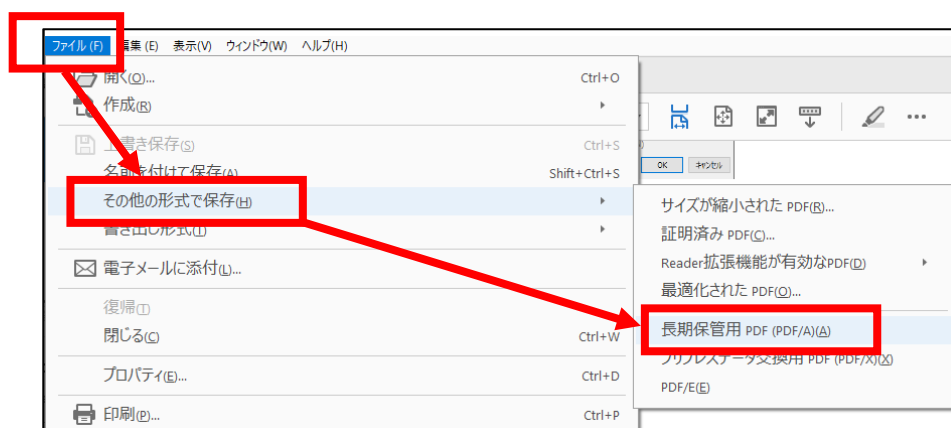 ファイル(F) 編集(E) 表示(V) ウィンドウ(W) ヘルプ(H)
開く(O)... Ctrl+O
作成(R)
上書き保存(S) Ctrl+S
名前を付けて保存(A) Shift+Ctrl+S
OK キャンセル
その他の形式で保存(H)
書き出し形式(T)
電子メールに添付(L)...
復帰(T)
閉じる(C) Ctrl+W
プロパティ(E)... Ctrl+D
印刷(P)... Ctrl+P
サイズが縮小された PDF(R)...
証明済み PDF(C)...
Reader拡張機能が有効なPDF(D)
最適化された PDF(O)...
長期保管用 PDF (PDF/A)(A)
プリプレスデータ交換用 PDF (PDF/X)(X)
PDF/E(E)